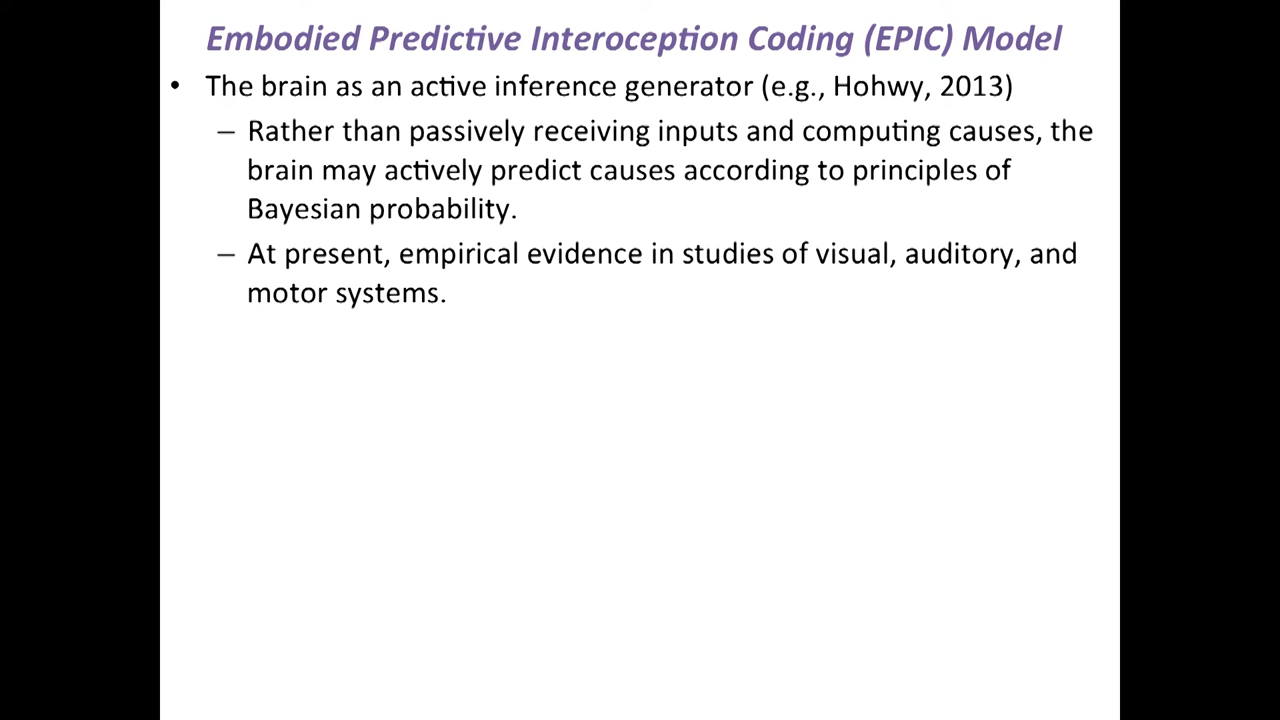 Embodied Predictive Interoception Coding (EPIC) Model
• The brain as an active inference generator (e.g., Hohwy, 2013)
– Rather than passively receiving inputs and computing causes, the
brain may actively predict causes according to principles of
Bayesian probability.
– At present, empirical evidence in studies of visual, auditory, and
motor systems.